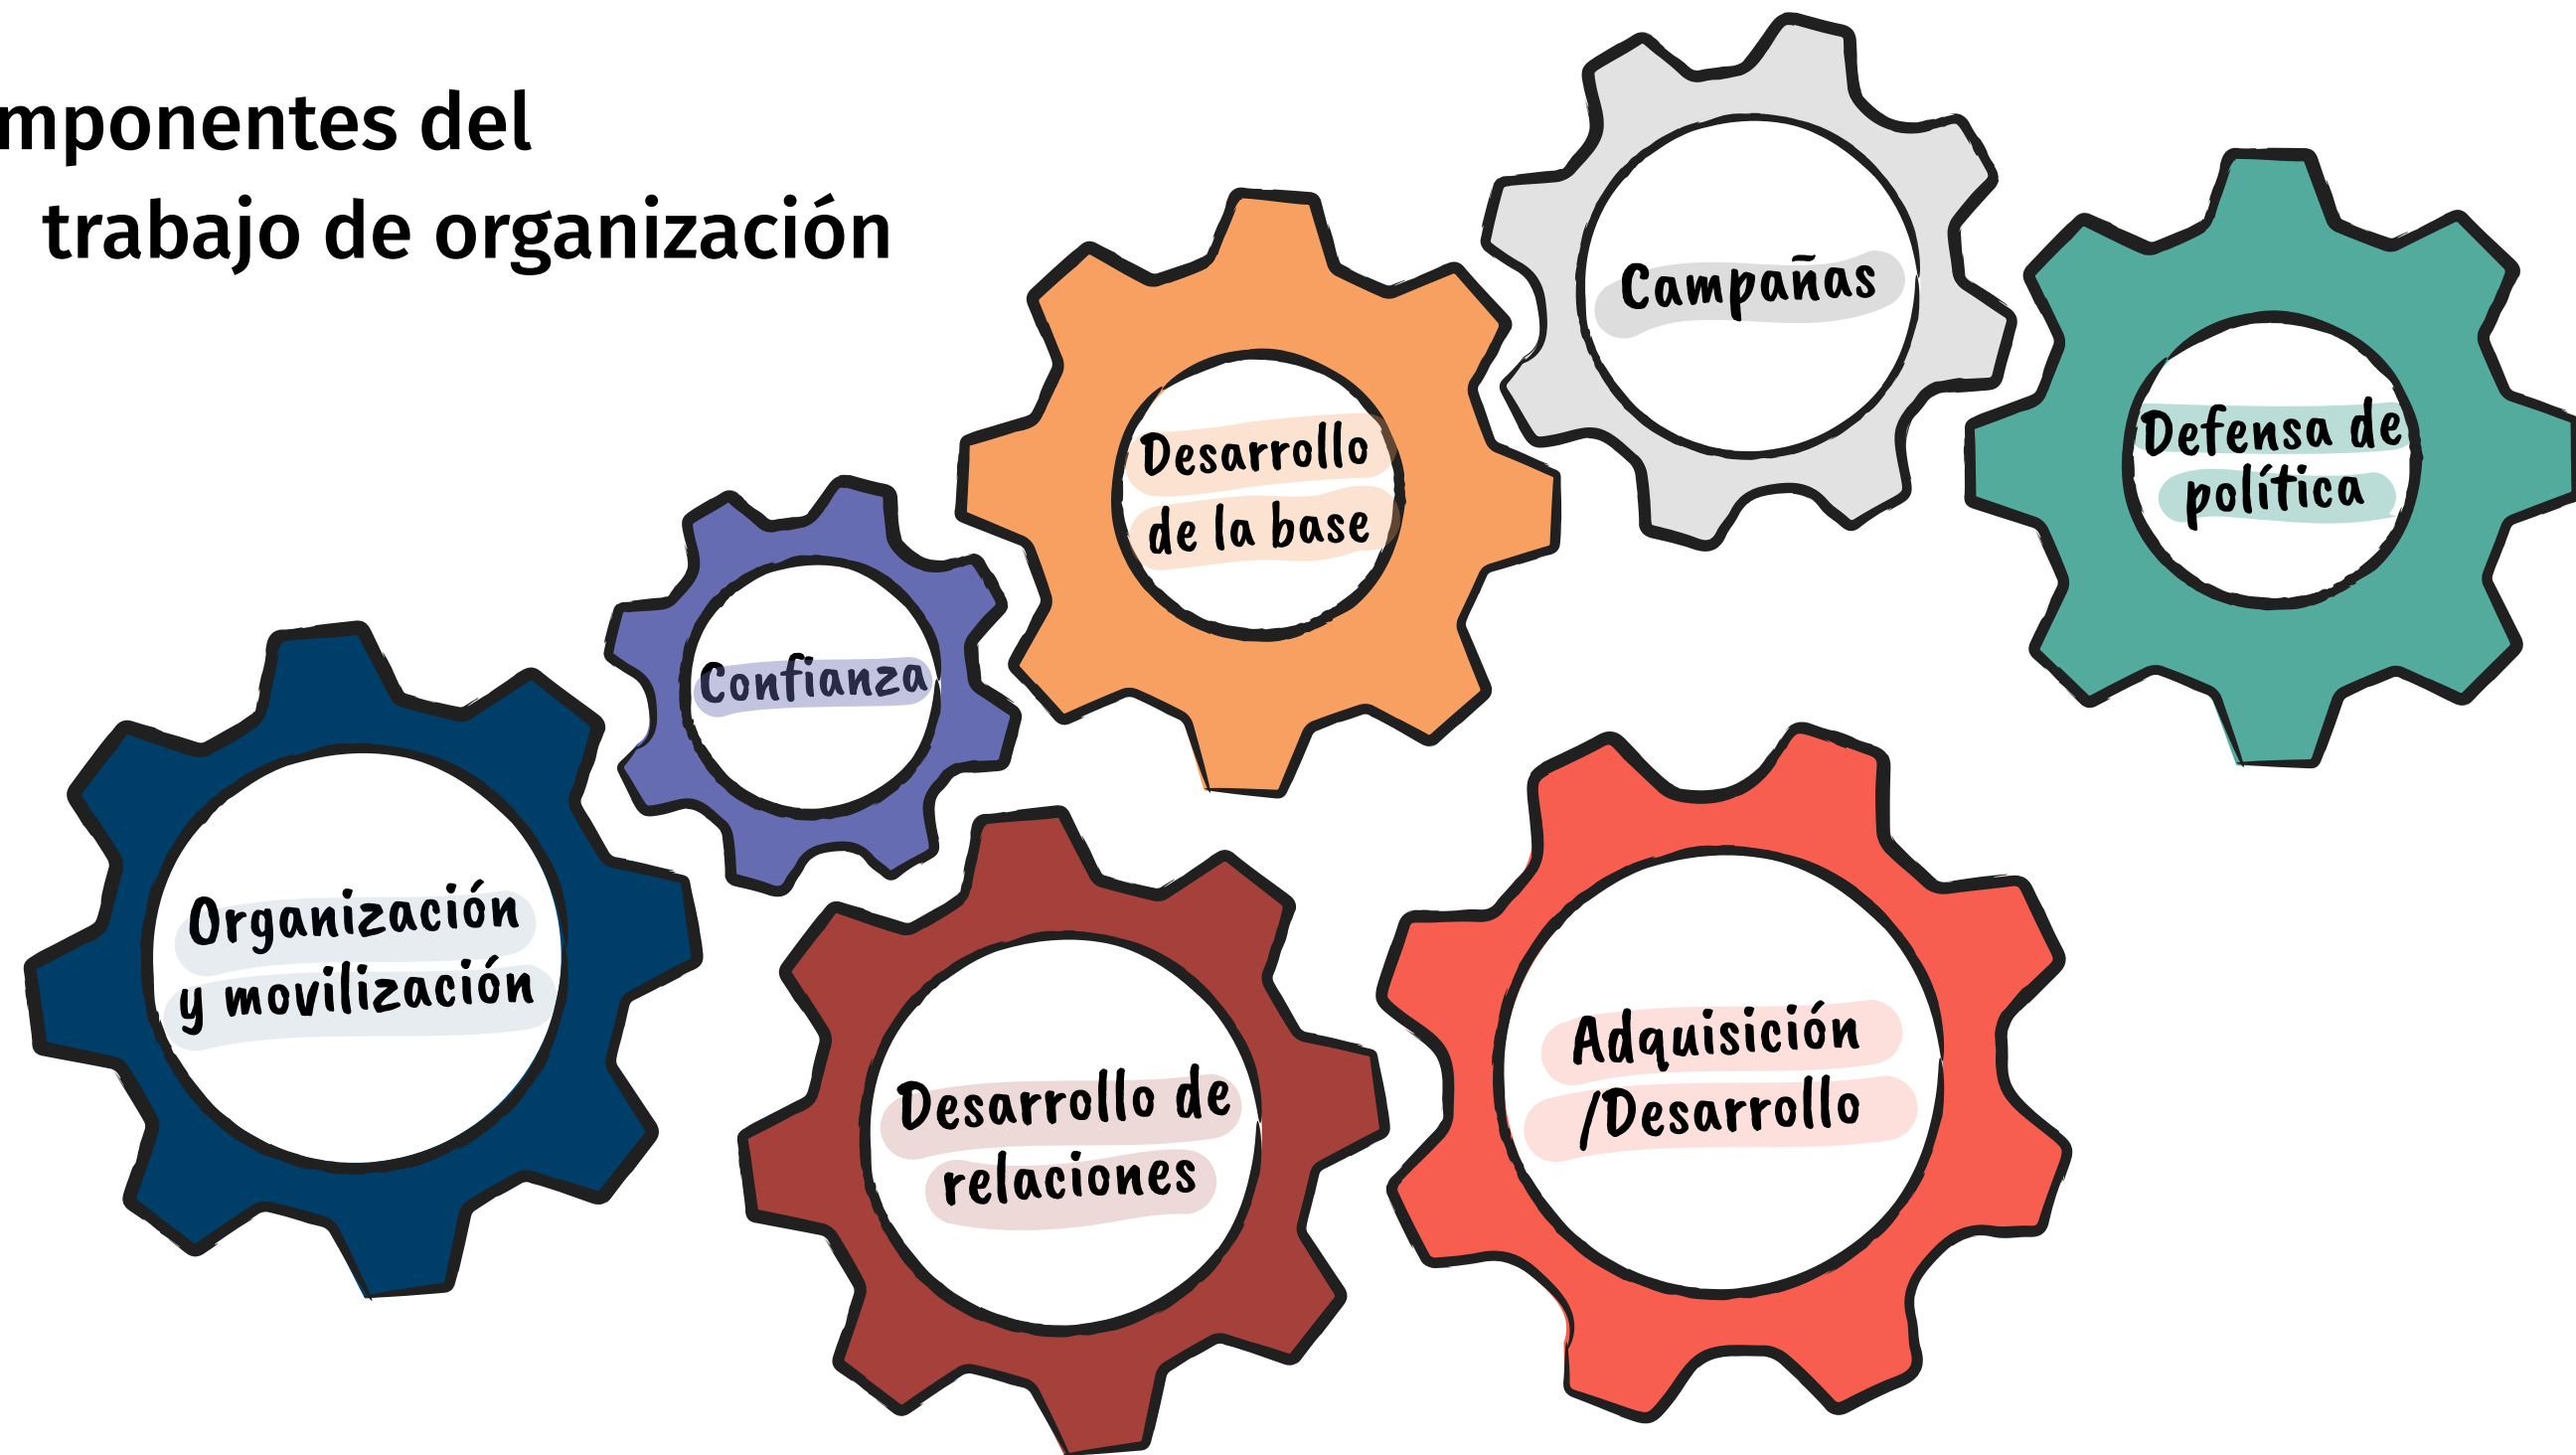 mponentes del
trabajo de organización
Campañas
Defensa de
política
Desarrollo
de la base
Confianza
Organización
y movilización
Desarrollo de
relaciones
Adquisición
/Desarrollo